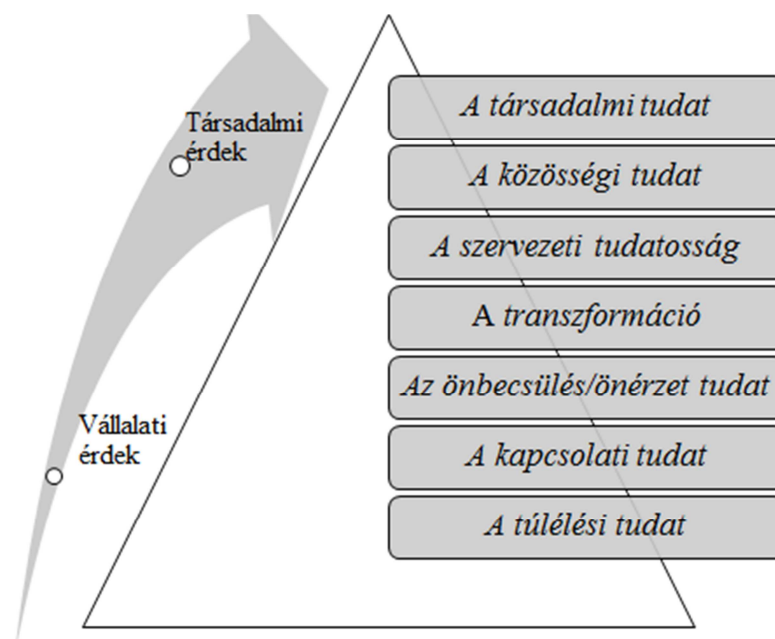 Társadalmi
érdek
Vállalati
érdek
A társadalmi tudat
A közösségi tudat
A szervezeti tudatosság
A transzformáció
Az önbecsülés/önérzet tudat
A kapcsolati tudat
A túlélési tudat